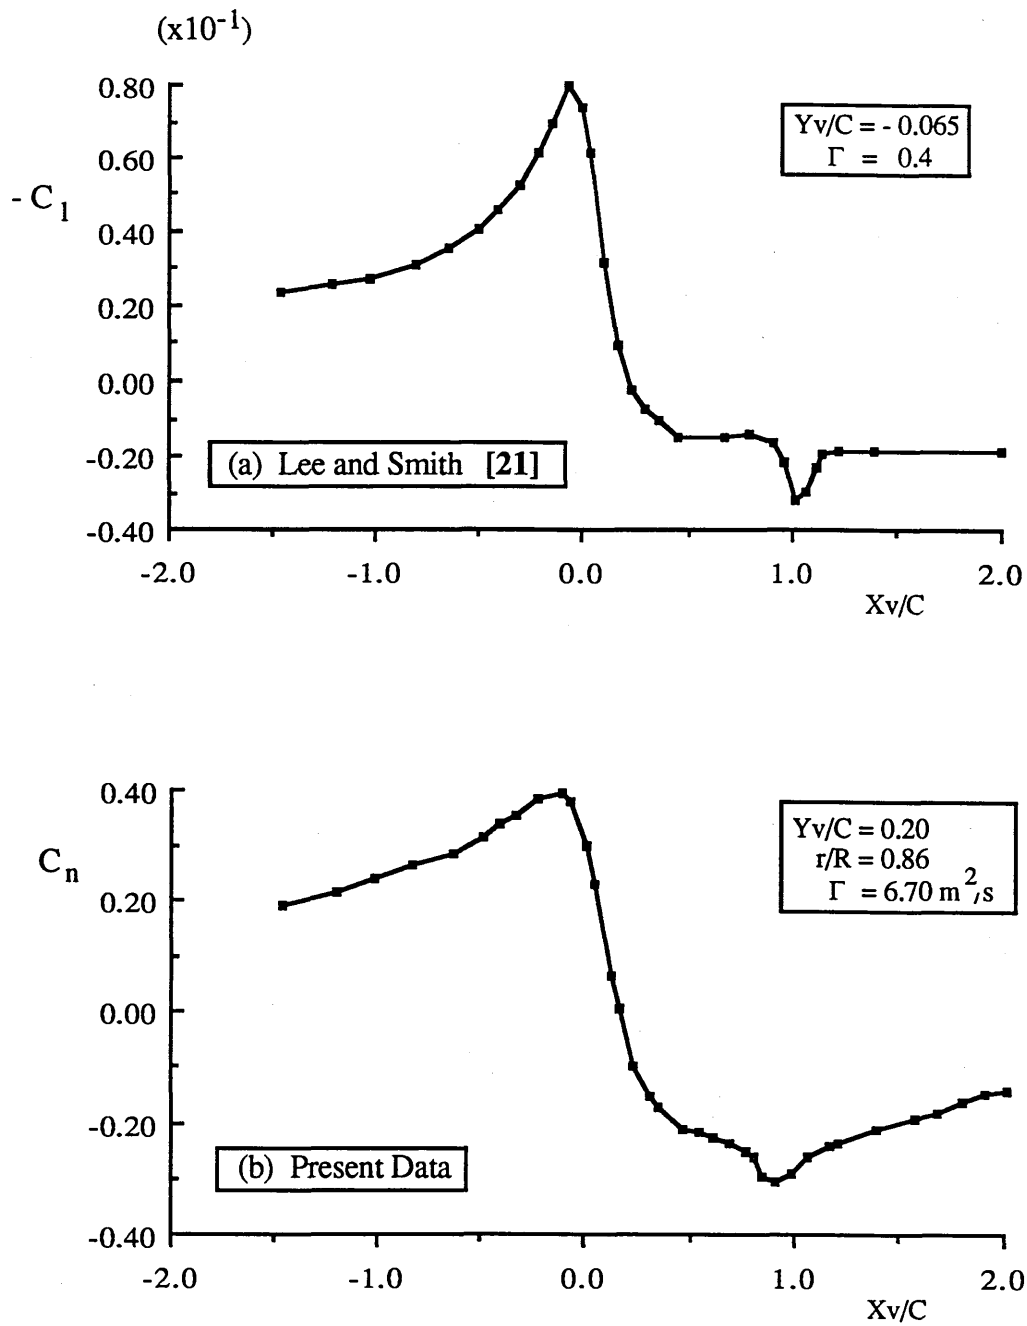 (x10⁻¹)
0.80
0.60
0.40
0.20
0.00
-0.20
-0.40
- C₁
Yv/C = - 0.065
Γ = 0.4
(a) Lee and Smith [21]
-2.0 -1.0 0.0 1.0 2.0
Xv/C
0.40
0.20
0.00
-0.20
-0.40
Cₙ
Yv/C = 0.20
r/R = 0.86
Γ = 6.70 m²/s
(b) Present Data
-2.0 -1.0 0.0 1.0 2.0
Xv/C